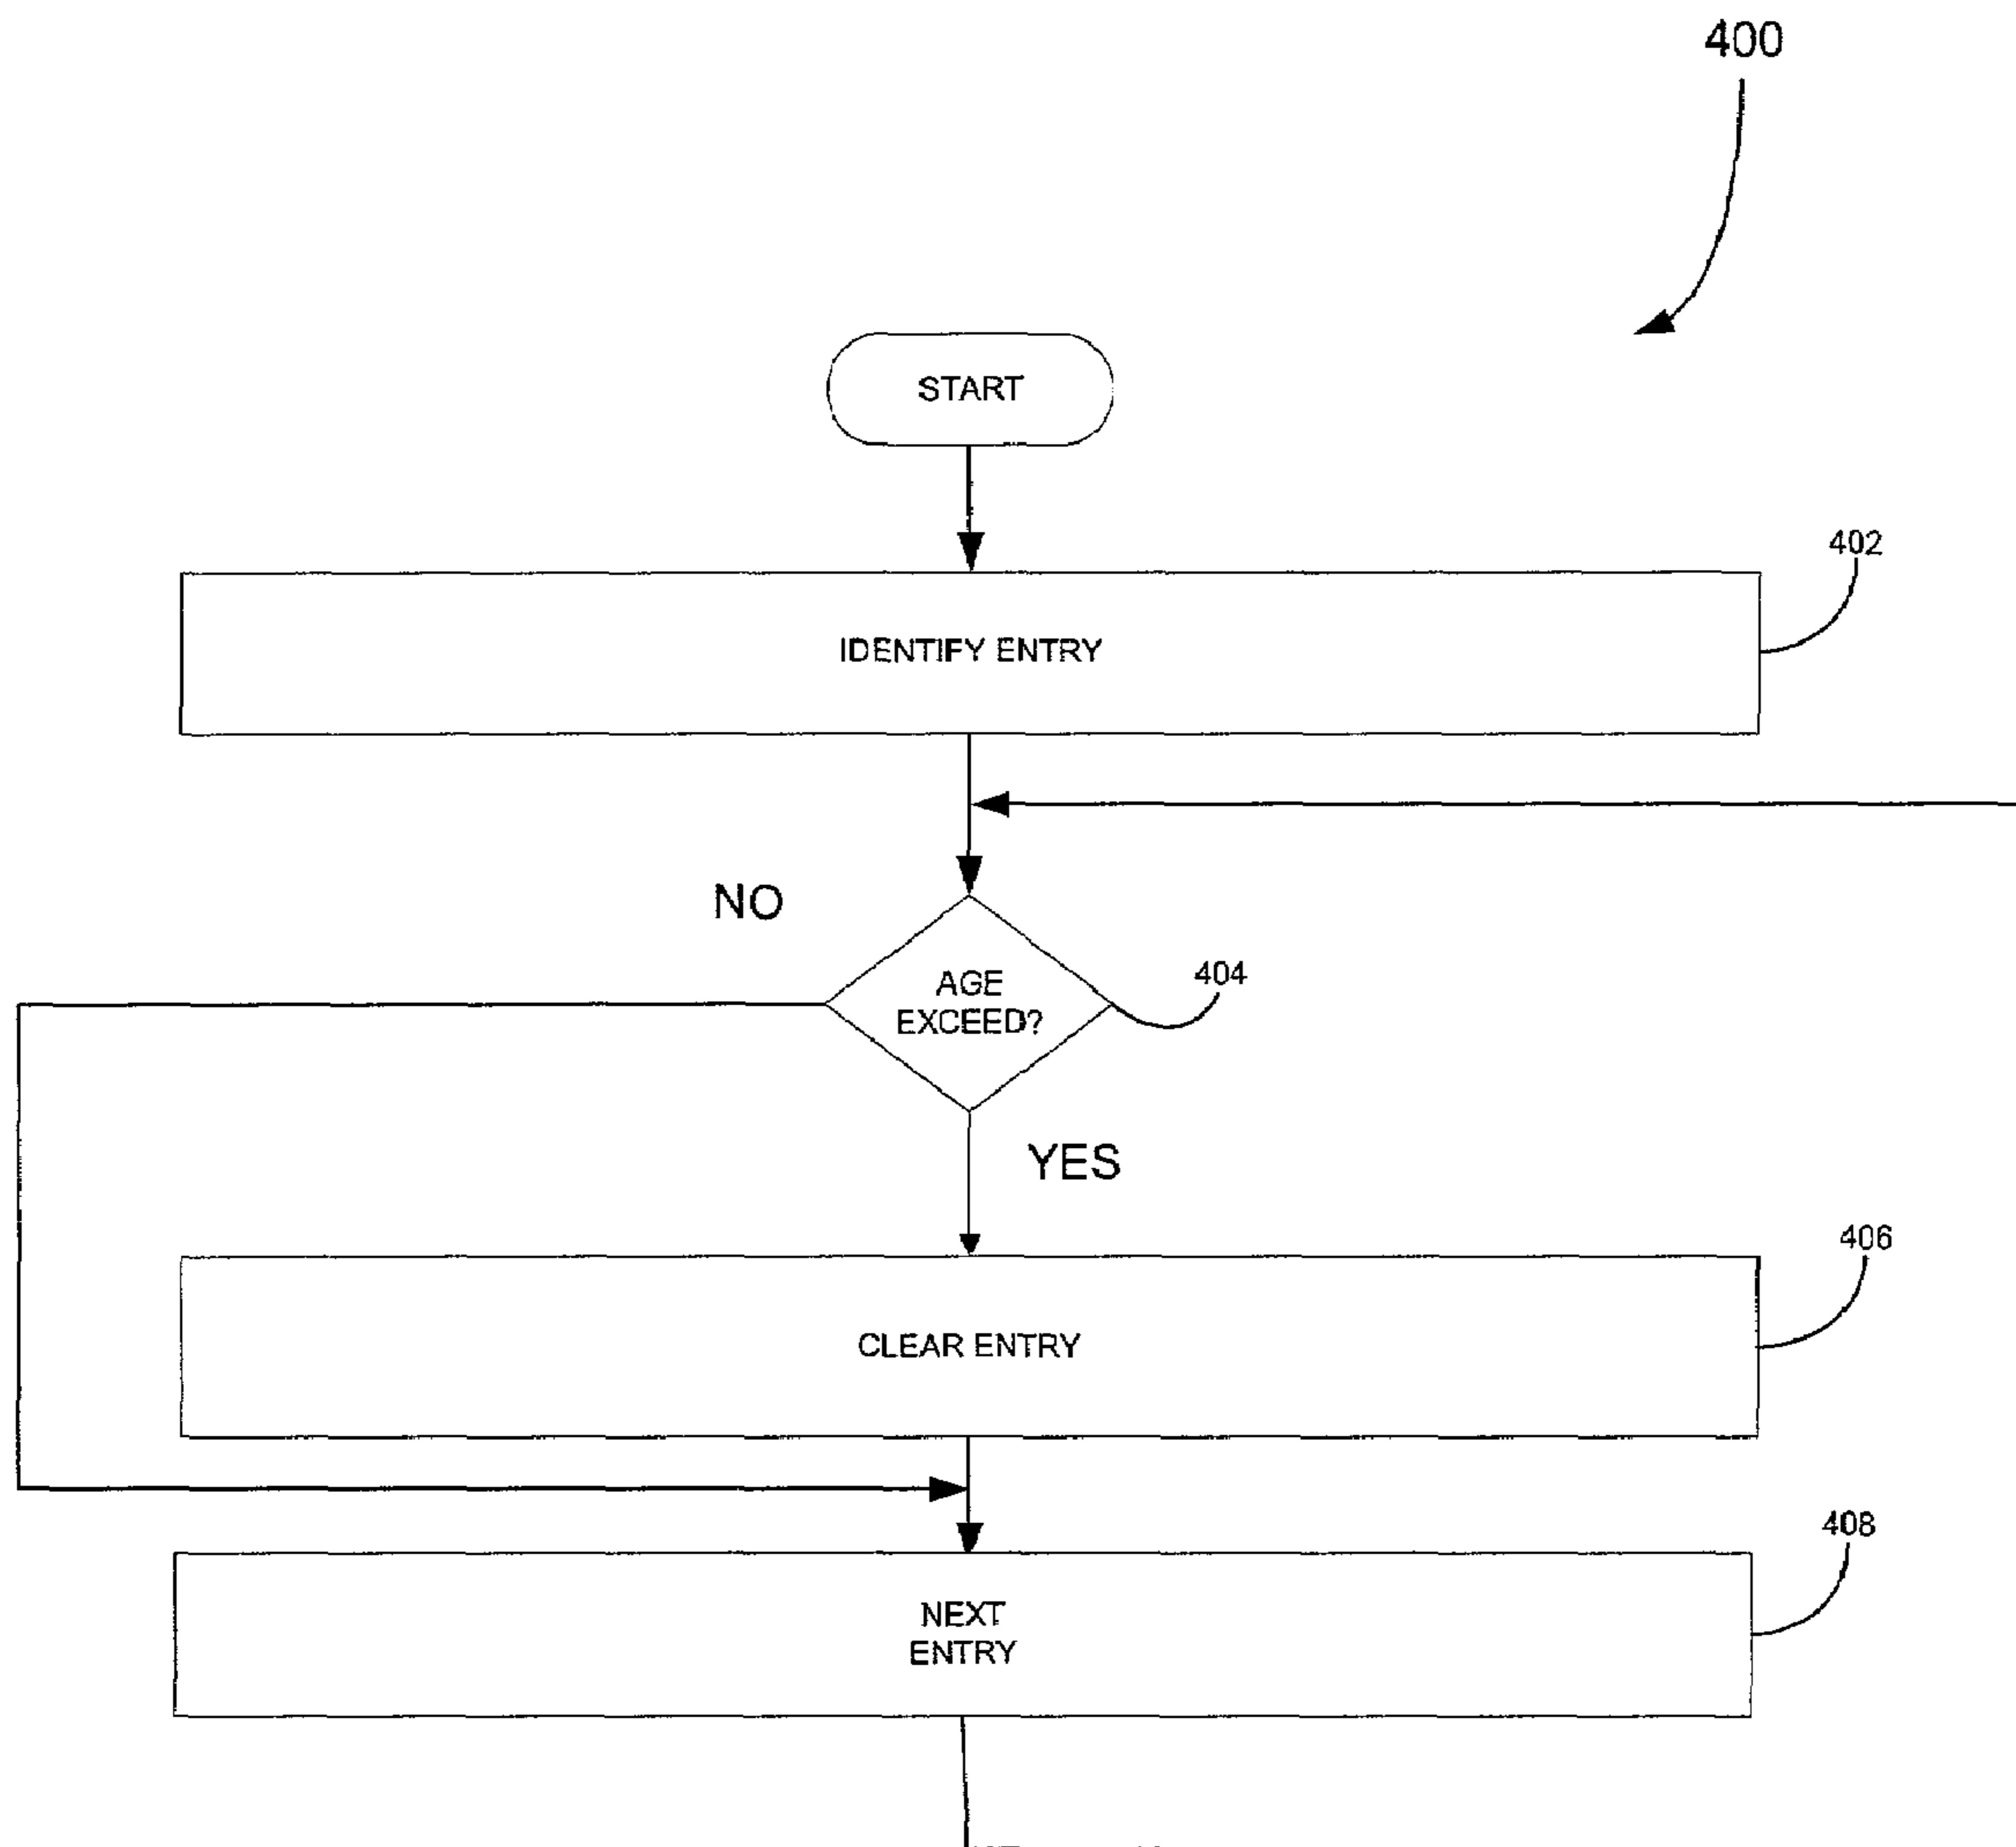 400
START
402
IDENTIFY ENTRY
NO
AGE
EXCEED?
404
YES
406
CLEAR ENTRY
408
NEXT
ENTRY